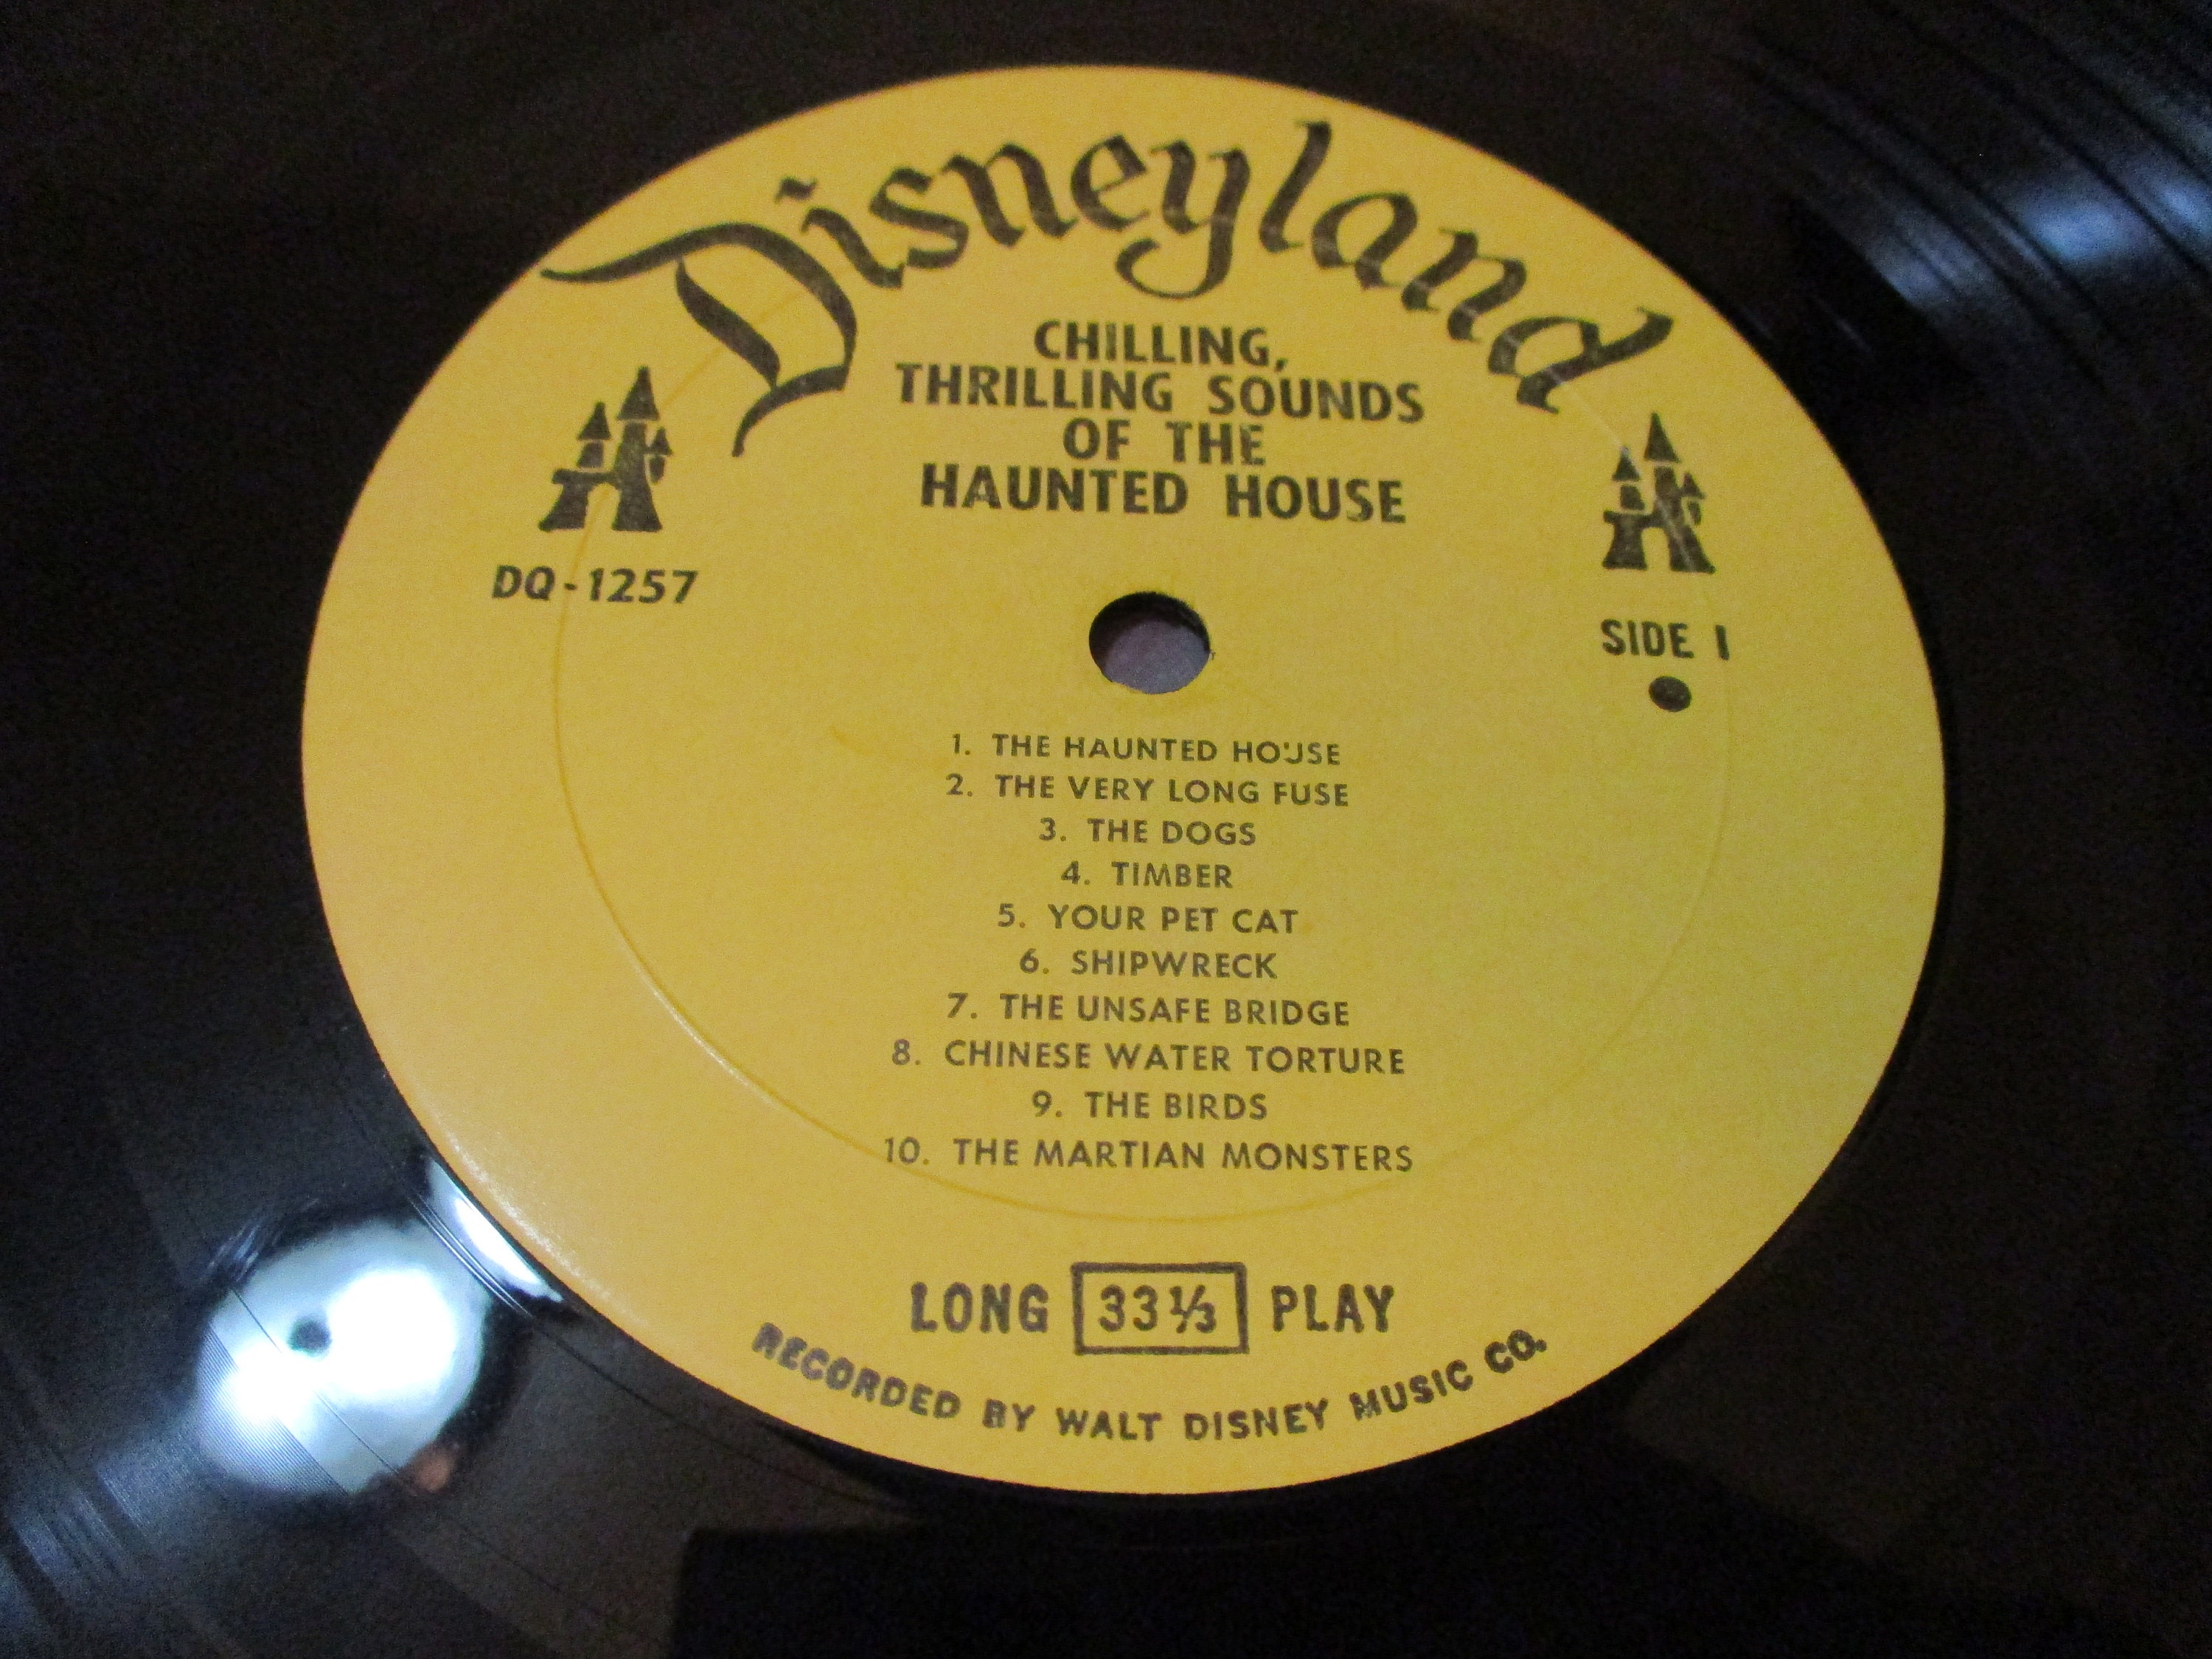 Disneyland
CHILLING,
THRILLING SOUNDS
OF THE
HAUNTED HOUSE
DQ-1257
SIDE 1
1. THE HAUNTED HOUSE
2. THE VERY LONG FUSE
3. THE DOGS
4. TIMBER
5. YOUR PET CAT
6. SHIPWRECK
7. THE UNSAFE BRIDGE
8. CHINESE WATER TORTURE
9. THE BIRDS
10. THE MARTIAN MONSTERS
LONG 33⅓ PLAY
RECORDED BY WALT DISNEY MUSIC CO.